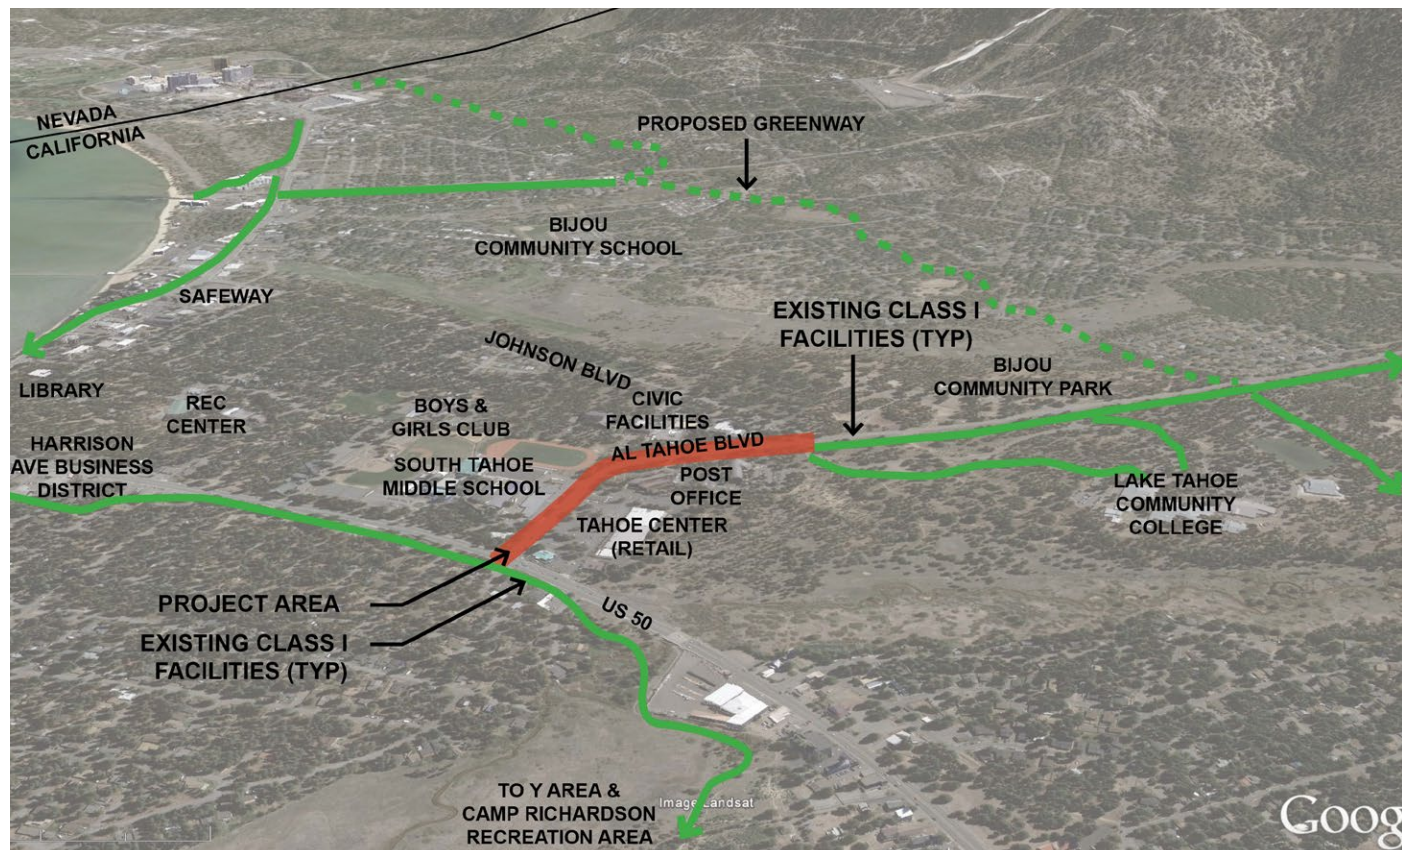 NEVADA
CALIFORNIA
PROPOSED GREENWAY
BIJOU
COMMUNITY SCHOOL
SAFEWAY
EXISTING CLASS I
FACILITIES (TYP)
JOHNSON BLVD
BIJOU
COMMUNITY PARK
LIBRARY
REC
CENTER
BOYS &
GIRLS CLUB
CIVIC
FACILITIES
HARRISON
AVE BUSINESS
DISTRICT
AL TAHOE BLVD
SOUTH TAHOE
MIDDLE SCHOOL
POST
OFFICE
LAKE TAHOE
COMMUNITY
COLLEGE
TAHOE CENTER
(RETAIL)
PROJECT AREA
US 50
EXISTING CLASS I
FACILITIES (TYP)
TO Y AREA &
CAMP RICHARDSON
RECREATION AREA
Image Landsat
Goog